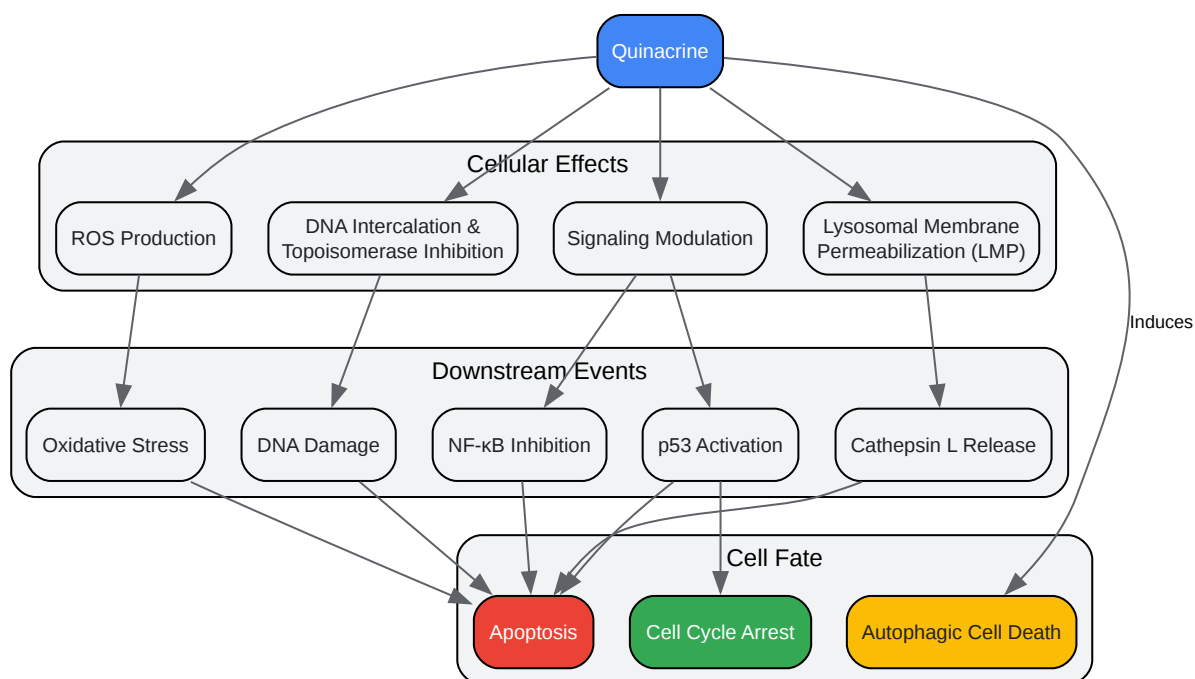 Quinacrine
Cellular Effects
ROS Production
DNA Intercalation &
Topoisomerase Inhibition
Signaling Modulation
Lysosomal Membrane
Permeabilization (LMP)
Induces
Downstream Events
Oxidative Stress
DNA Damage
NF-κB Inhibition
p53 Activation
Cathepsin L Release
Cell Fate
Apoptosis
Cell Cycle Arrest
Autophagic Cell Death